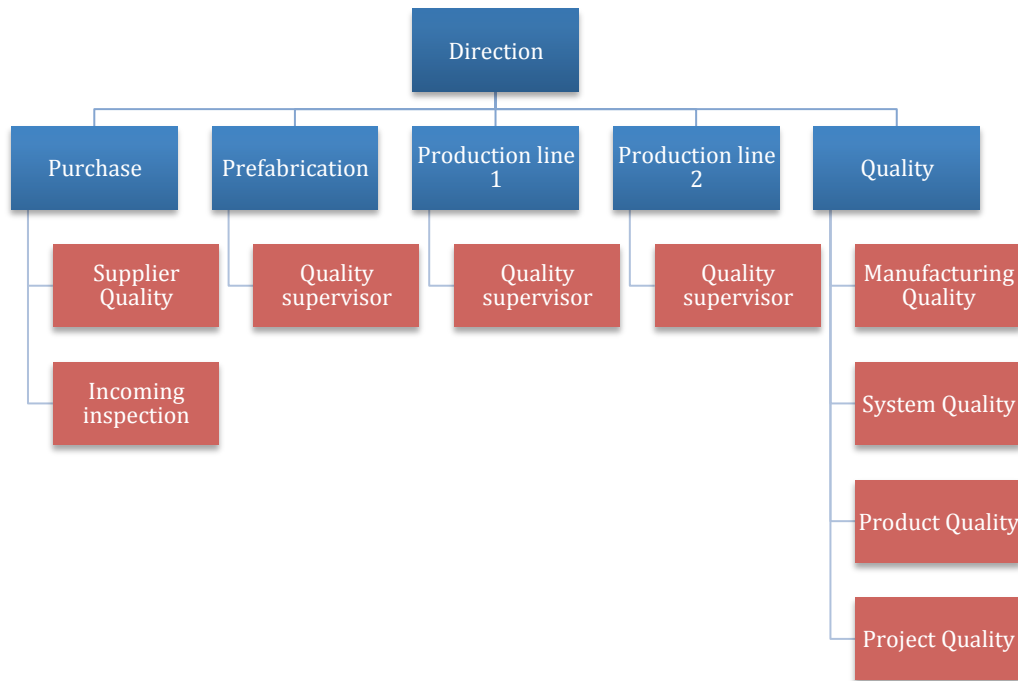 Direction
Purchase
Prefabrication
Production line
1
Production line
2
Quality
Supplier
Quality
Quality
supervisor
Quality
supervisor
Quality
supervisor
Manufacturing
Quality
Incoming
inspection
System Quality
Product Quality
Project Quality